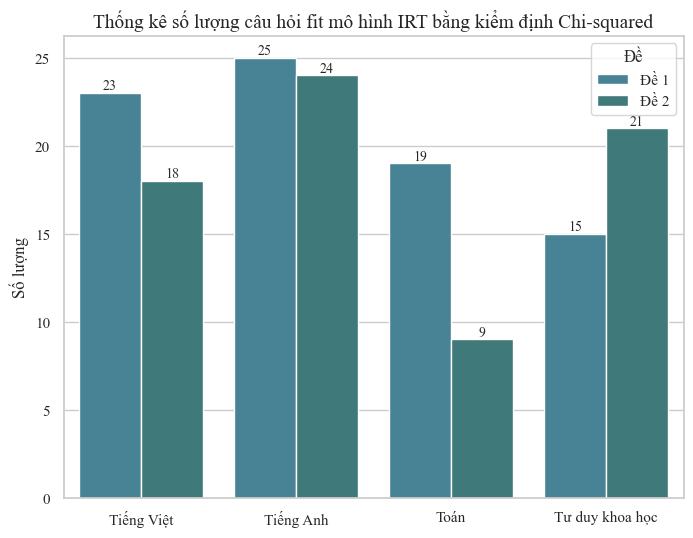 Thống kê số lượng câu hỏi fit mô hình IRT bằng kiểm định Chi-squared
Đề
Đề 1
Đề 2
Số lượng
25
20
15
10
5
0
23
18
25
24
19
9
15
21
Tiếng Việt
Tiếng Anh
Toán
Tư duy khoa học